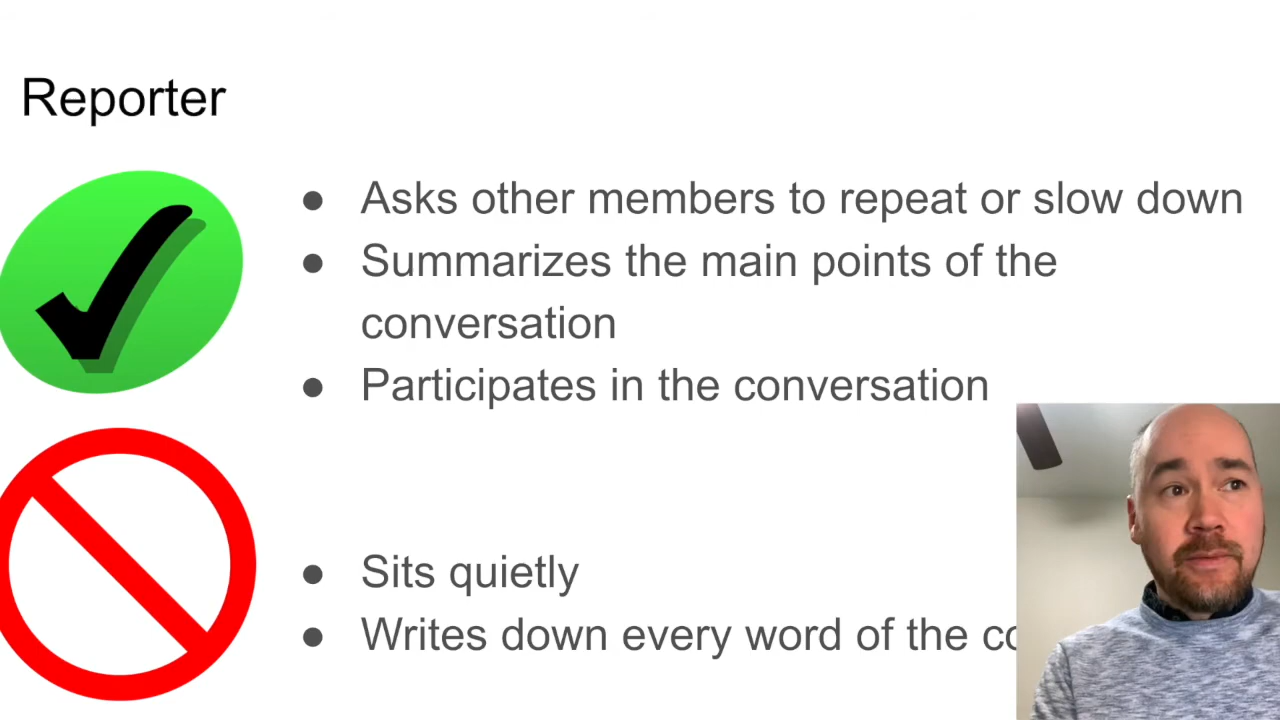 Reporter
● Asks other members to repeat or slow down
● Summarizes the main points of the
conversation
● Participates in the conversation
● Sits quietly
● Writes down every word of the